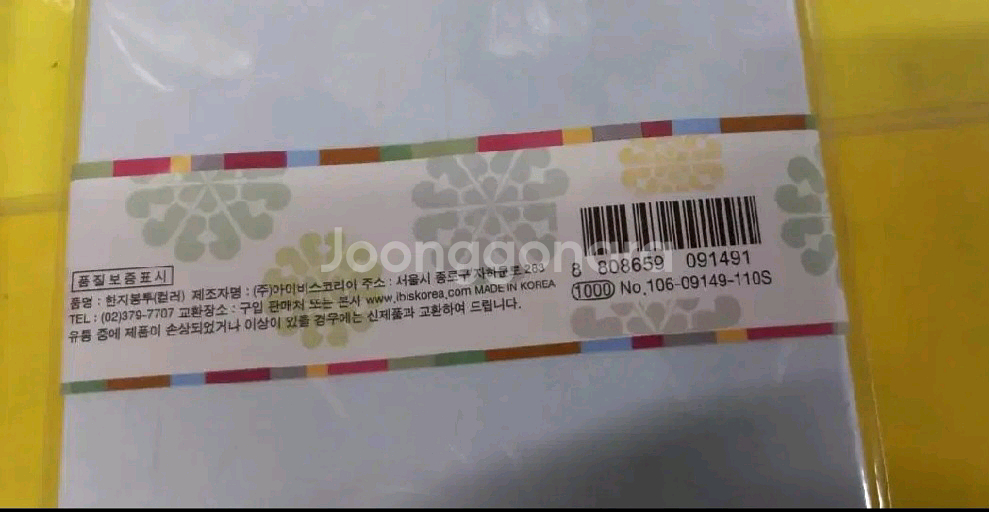 Joonggonara
품질보증표시
품명 : 한지봉투(컬러) 제조자명 : (주)아이비스코리아 주소 : 서울시 종로구 자하문로 283
TEL : (02)379-7707 교환장소 : 구입 판매처 또는 본사 www.ibiskorea.com MADE IN KOREA
유통 중에 제품이 손상되었거나 이상이 있을 경우에는 신제품과 교환하여 드립니다.
8 808659 091491
1000 No.106-09149-110S